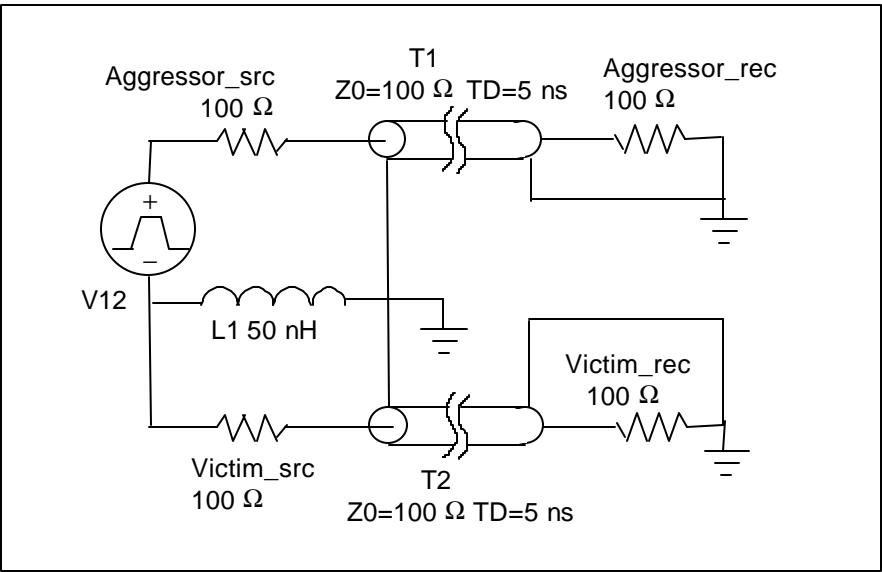 T1
Z0=100 Ω TD=5 ns
Aggressor_src
100 Ω
Aggressor_rec
100 Ω
+
−
V12
L1 50 nH
Victim_rec
100 Ω
Victim_src
100 Ω
T2
Z0=100 Ω TD=5 ns